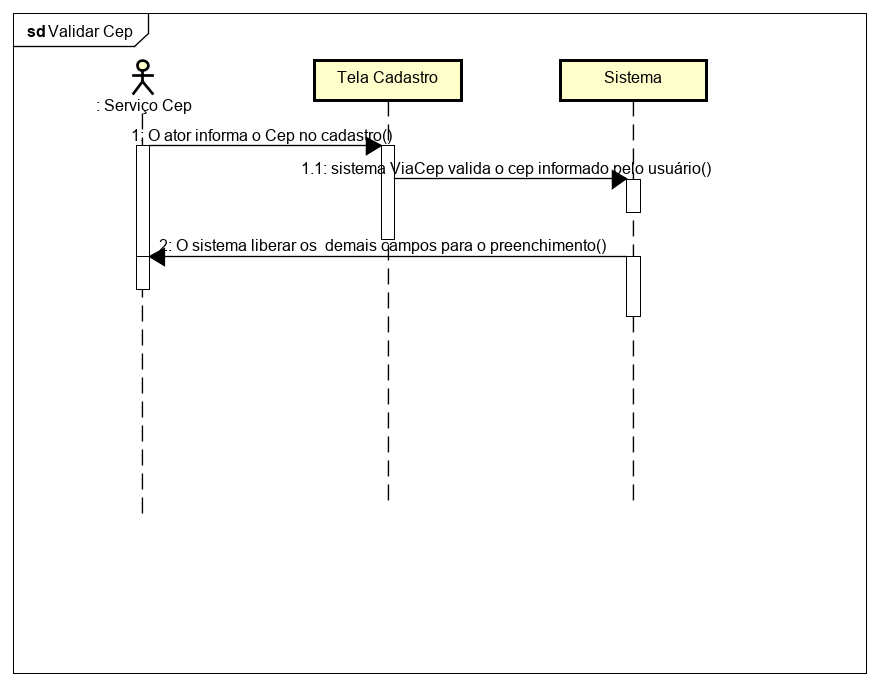 sd Validar Cep
: Serviço Cep
Tela Cadastro
Sistema
1: O ator informa o Cep no cadastro()
1.1: sistema ViaCep valida o cep informado pelo usuário()
2: O sistema liberar os  demais campos para o preenchimento()